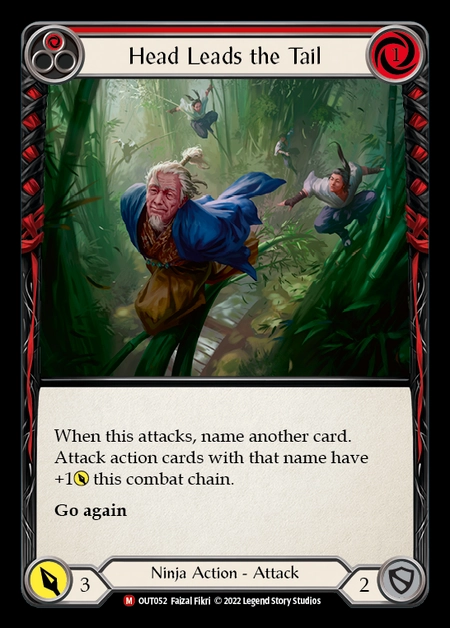 Head Leads the Tail
1
When this attacks, name another card.
Attack action cards with that name have
+1 this combat chain.
Go again
3
Ninja Action - Attack
2
M OUT052 Faizal Fikri © 2022 Legend Story Studios